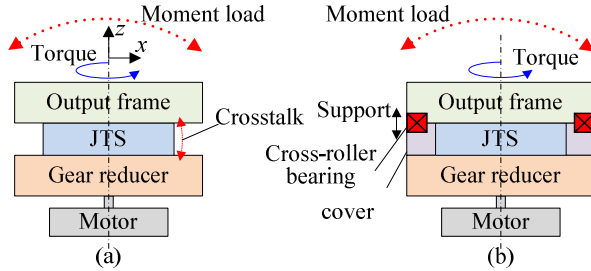 Moment load
z
Torque
x
Output frame
Crosstalk
JTS
Gear reducer
Motor
(a)
Moment load
Torque
Support
Output frame
JTS
Cross-roller
bearing
Gear reducer
cover
Motor
(b)